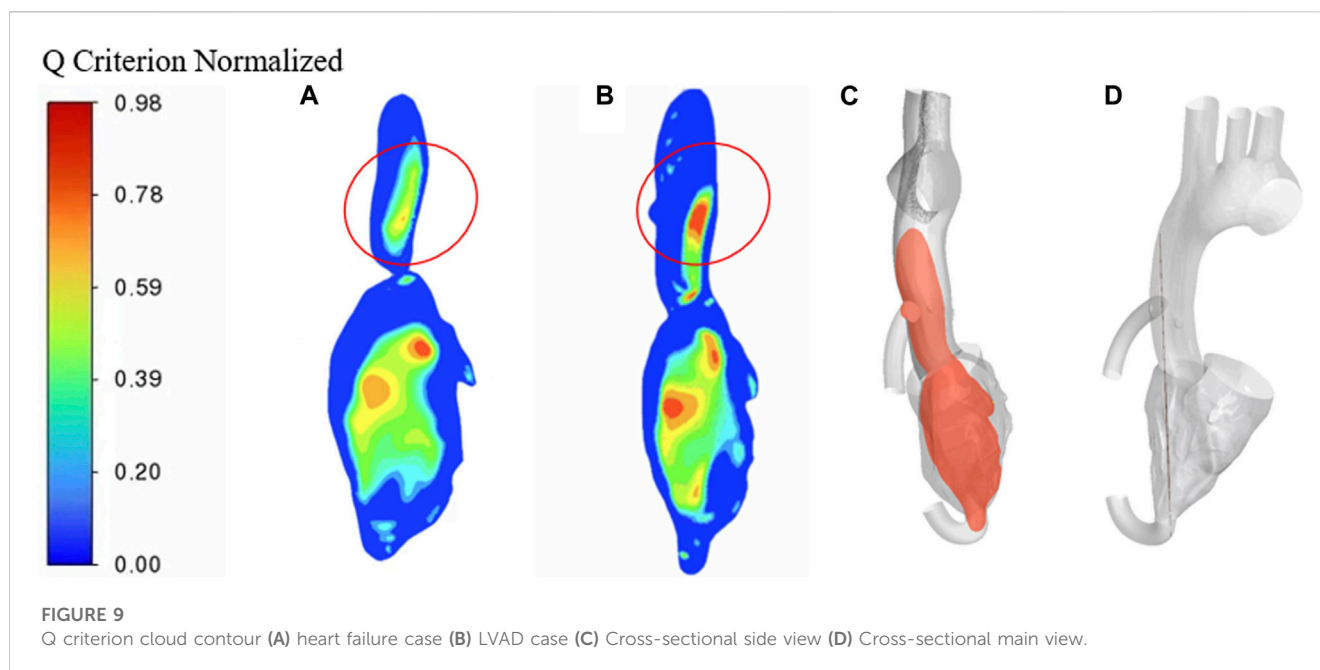 Q Criterion Normalized
A
B
C
D
0.98
0.78
0.59
0.39
0.20
0.00
FIGURE 9
Q criterion cloud contour (A) heart failure case (B) LVAD case (C) Cross-sectional side view (D) Cross-sectional main view.